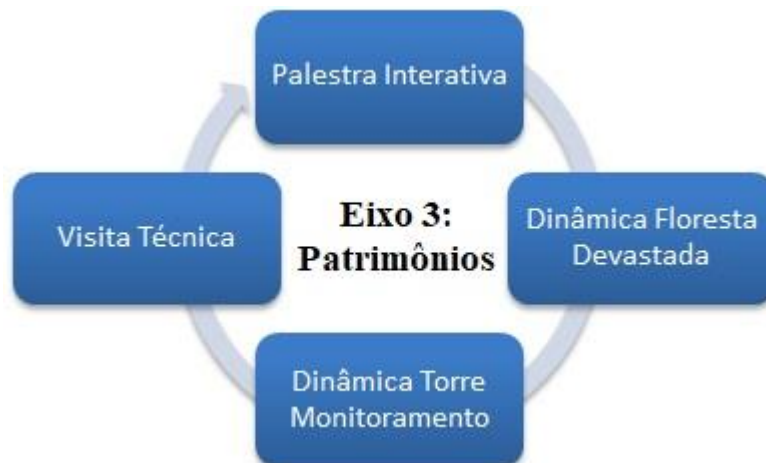 Palestra Interativa
Dinâmica Floresta
Devastada
Dinâmica Torre
Monitoramento
Visita Técnica
Eixo 3:
Patrimônios